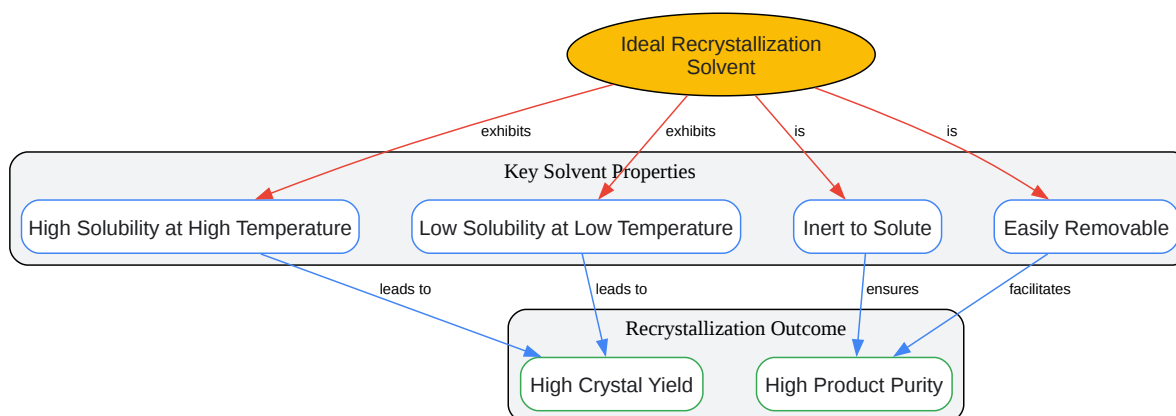 Ideal Recrystallization
Solvent
exhibits
exhibits
is
is
Key Solvent Properties
High Solubility at High Temperature
Low Solubility at Low Temperature
Inert to Solute
Easily Removable
leads to
leads to
ensures
facilitates
Recrystallization Outcome
High Crystal Yield
High Product Purity